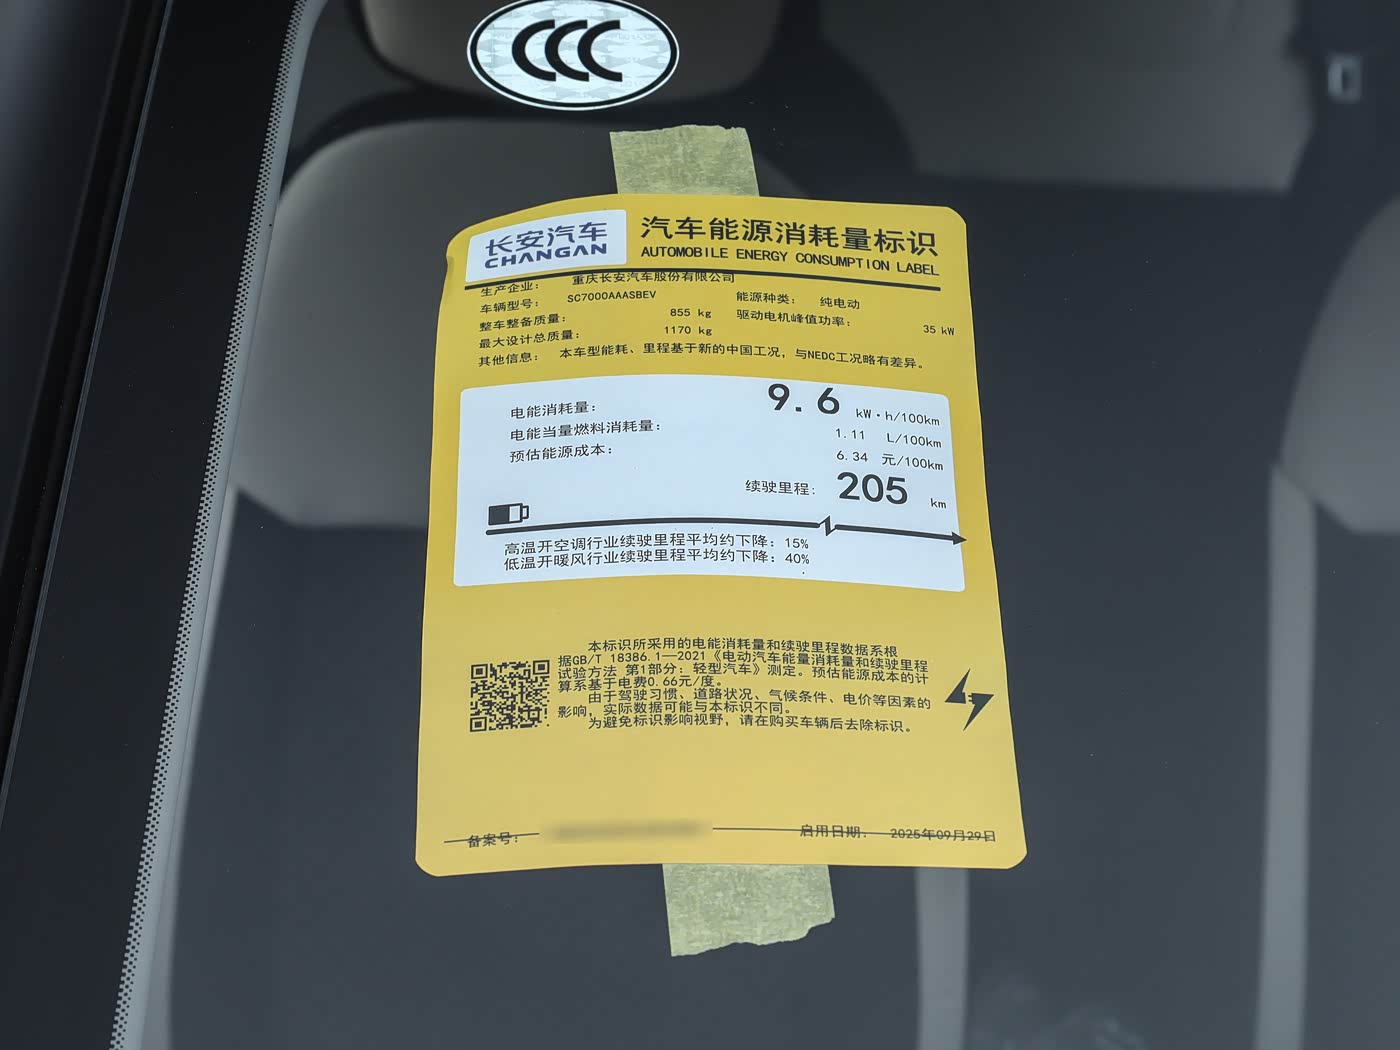 CCC
长安汽车
CHANGAN
汽车能源消耗量标识
AUTOMOBILE ENERGY CONSUMPTION LABEL
生产企业: 重庆长安汽车股份有限公司
车辆型号: SC7000AAASBEV 能源种类: 纯电动
整车整备质量: 855 kg 驱动电机峰值功率: 35 kW
最大设计总质量: 1170 kg
其他信息: 本车型能耗、里程基于新的中国工况，与NEDC工况略有差异。
电能消耗量: 9.6 kW·h/100km
电能当量燃料消耗量: 1.11 L/100km
预估能源成本: 6.34 元/100km
续驶里程: 205 km
高温开空调行业续驶里程平均约下降: 15%
低温开暖风行业续驶里程平均约下降: 40%
本标识所采用的电能消耗量和续驶里程数据系根
据GB/T 18386.1—2021《电动汽车能量消耗量和续驶里程
试验方法 第1部分: 轻型汽车》测定。预估能源成本的计
算系基于电费0.66元/度。
由于驾驶习惯、道路状况、气候条件、电价等因素的
影响，实际数据可能与本标识不同。
为避免标识影响视野，请在购买车辆后去除标识。
备案号: 启用日期: 2025年09月29日